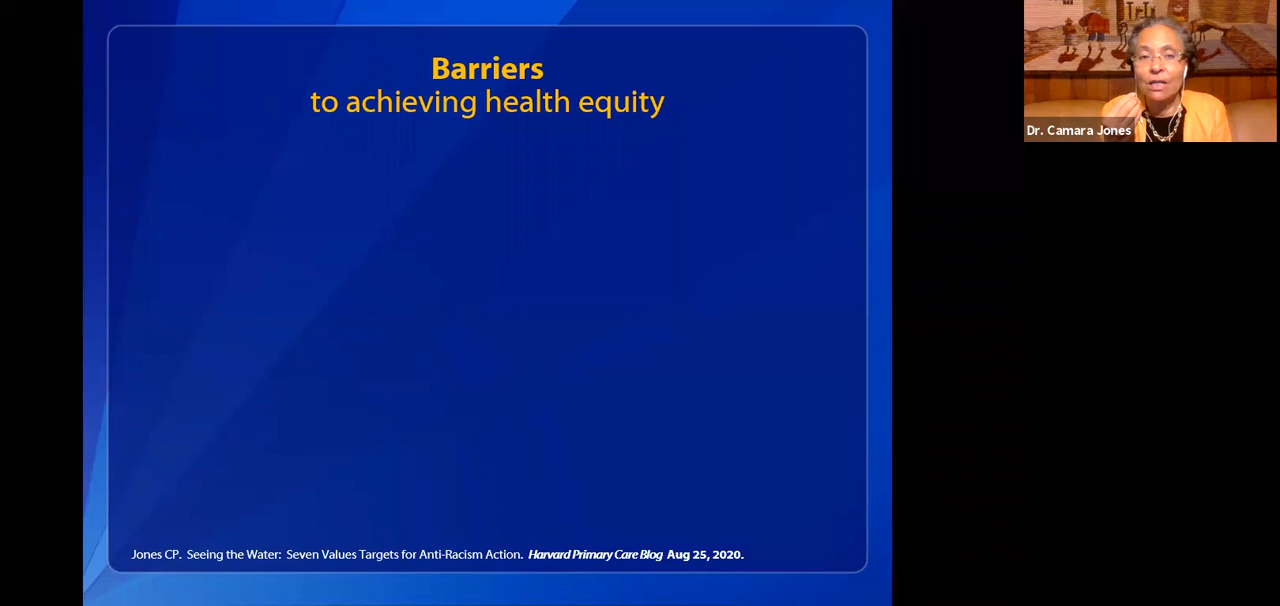 Barriers
to achieving health equity
Dr. Camara Jones
Jones CP. Seeing the Water: Seven Values Targets for Anti-Racism Action. Harvard Primary Care Blog Aug 25, 2020.